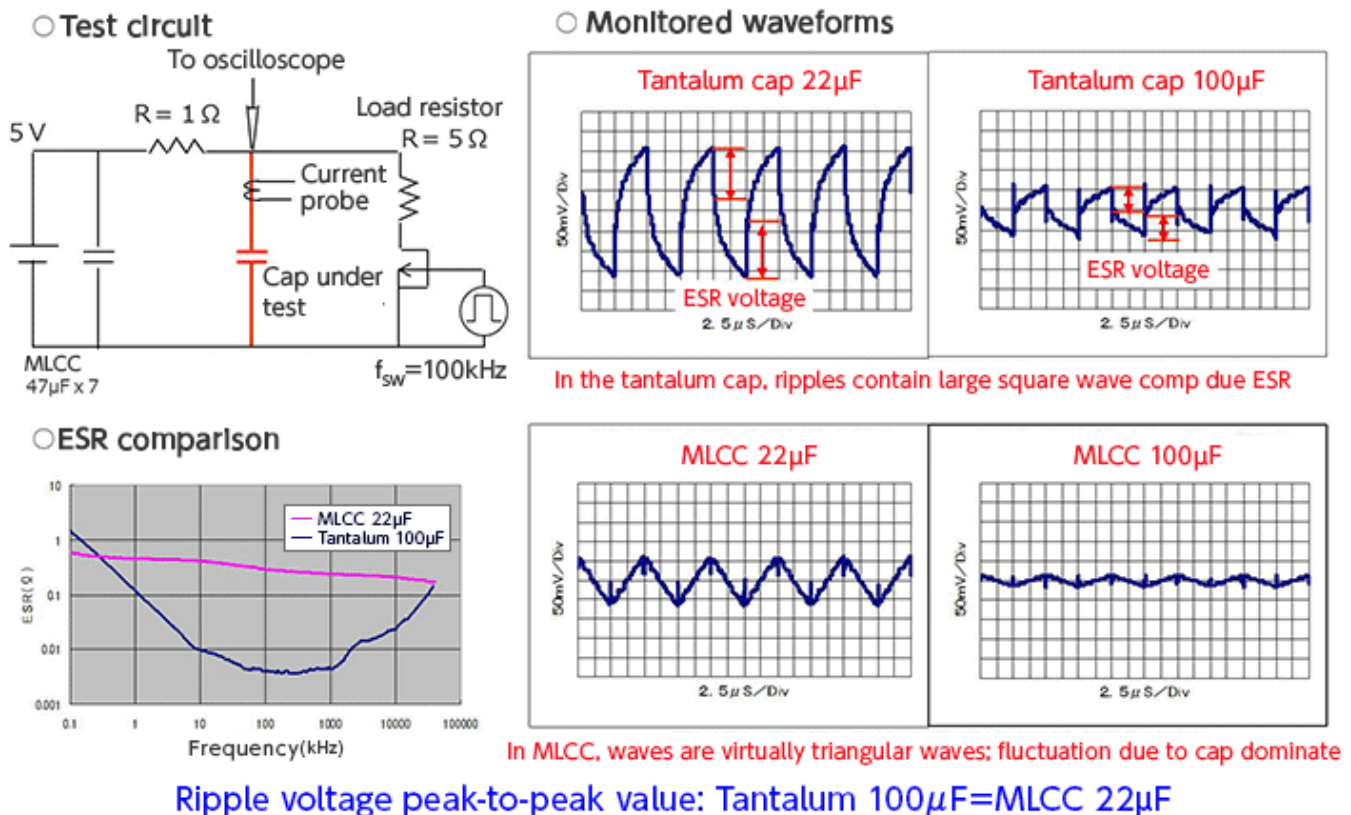 ○ Test circuit
To oscilloscope
R = 1 Ω
Load resistor
R = 5 Ω
5 V
Current
probe
Cap under
test
MLCC
47µF x 7
fsw=100kHz
○ Monitored waveforms
Tantalum cap 22µF
50mV/Div
ESR voltage
2. 5µS/Div
Tantalum cap 100µF
50mV/Div
ESR voltage
2. 5µS/Div
In the tantalum cap, ripples contain large square wave comp due ESR
○ESR comparison
ESR(Ω)
10
1
0.1
0.01
0.001
MLCC 22µF
Tantalum 100µF
0.1 1 10 100 1000 10000 100000
Frequency(kHz)
MLCC 22µF
50mV/Div
2. 5µS/Div
MLCC 100µF
50mV/Div
2. 5µS/Div
In MLCC, waves are virtually triangular waves; fluctuation due to cap dominate
Ripple voltage peak-to-peak value: Tantalum 100µF=MLCC 22µF